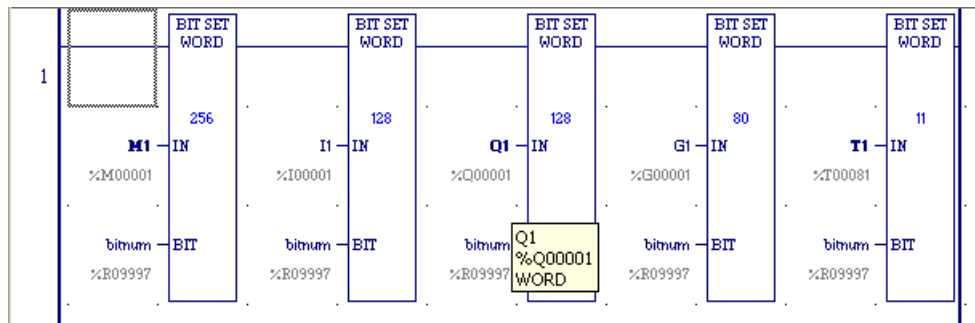 BIT SET WORD BIT SET WORD BIT SET WORD BIT SET WORD BIT SET WORD
1
256 128 128 80 11
M1 IN I1 IN Q1 IN G1 IN T1 IN
%M00001 %I00001 %Q00001 %G00001 %T00081
bitnum BIT bitnum BIT bitnum bitnum BIT bitnum BIT
%R09997 %R09997 %R09997 %R09997 %R09997
Q1
%Q00001
WORD